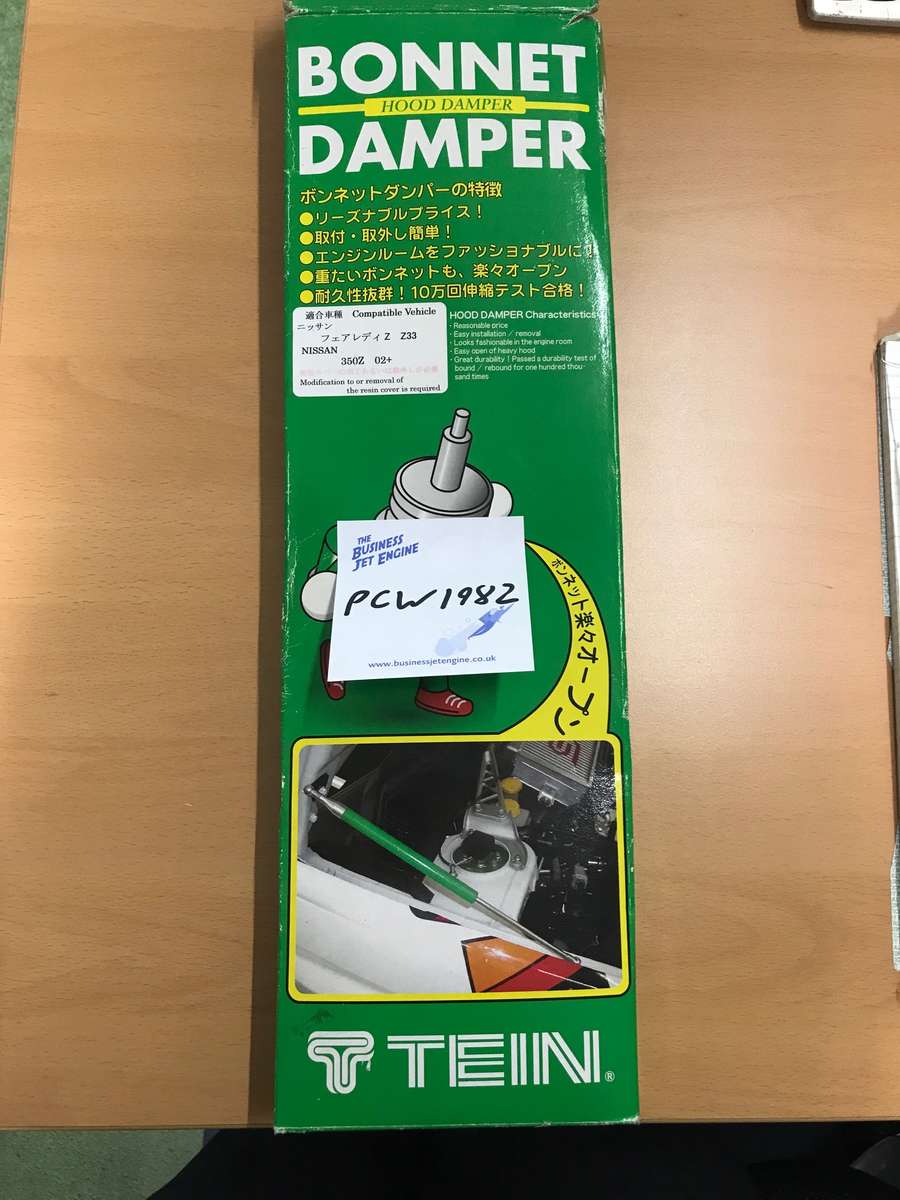 BONNET
HOOD DAMPER
DAMPER
ボンネットダンパーの特徴
●リーズナブルプライス！
●取付・取外し簡単！
●エンジンルームをファッショナブルに！
●重たいボンネットも、楽々オープン
●耐久性抜群！10万回伸縮テスト合格！
適合車種 Compatible Vehicle
ニッサン
フェアレディZ Z33
NISSAN
350Z 02+
Modification to or removal of
the resin cover is required
HOOD DAMPER Characteristics
· Reasonable price
· Easy installation / removal
· Looks fashionable in the engine room
· Easy open of heavy hood
· Great durability! Passed a durability test of
bound / rebound for one hundred thou-
sand times
THE
BUSINESS
JET ENGINE
PCW1982
www.businessjetengine.co.uk
ボンネット楽々オープン
TEIN®